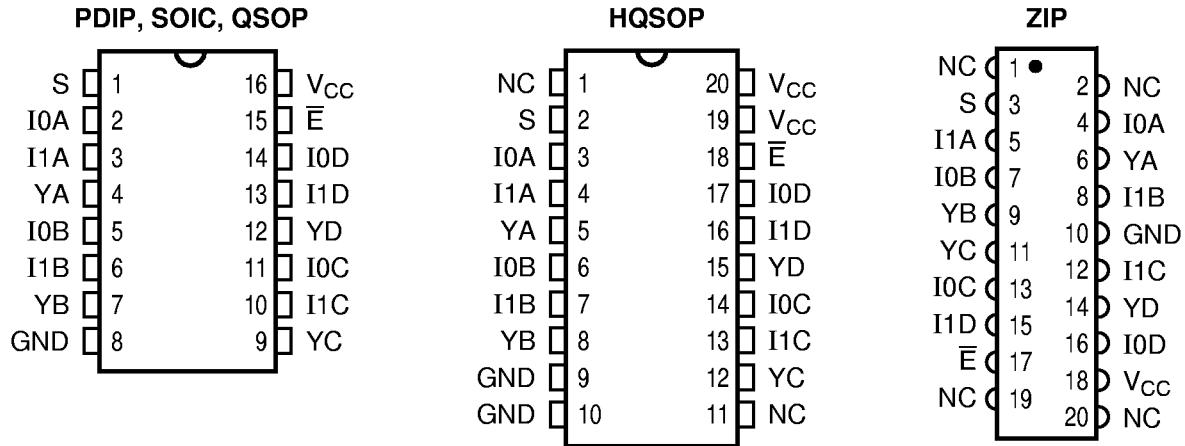 PDIP, SOIC, QSOP
S 1 16 VCC
I0A 2 15 E̅
I1A 3 14 I0D
YA 4 13 I1D
I0B 5 12 YD
I1B 6 11 I0C
YB 7 10 I1C
GND 8 9 YC
HQSOP
NC 1 20 VCC
S 2 19 VCC
I0A 3 18 E̅
I1A 4 17 I0D
YA 5 16 I1D
I0B 6 15 YD
I1B 7 14 I0C
YB 8 13 I1C
GND 9 12 YC
GND 10 11 NC
ZIP
NC 1
2 NC
S 3
4 I0A
I1A 5
6 YA
I0B 7
8 I1B
YB 9
10 GND
YC 11
12 I1C
I0C 13
14 YD
I1D 15
16 I0D
E̅ 17
18 VCC
NC 19
20 NC